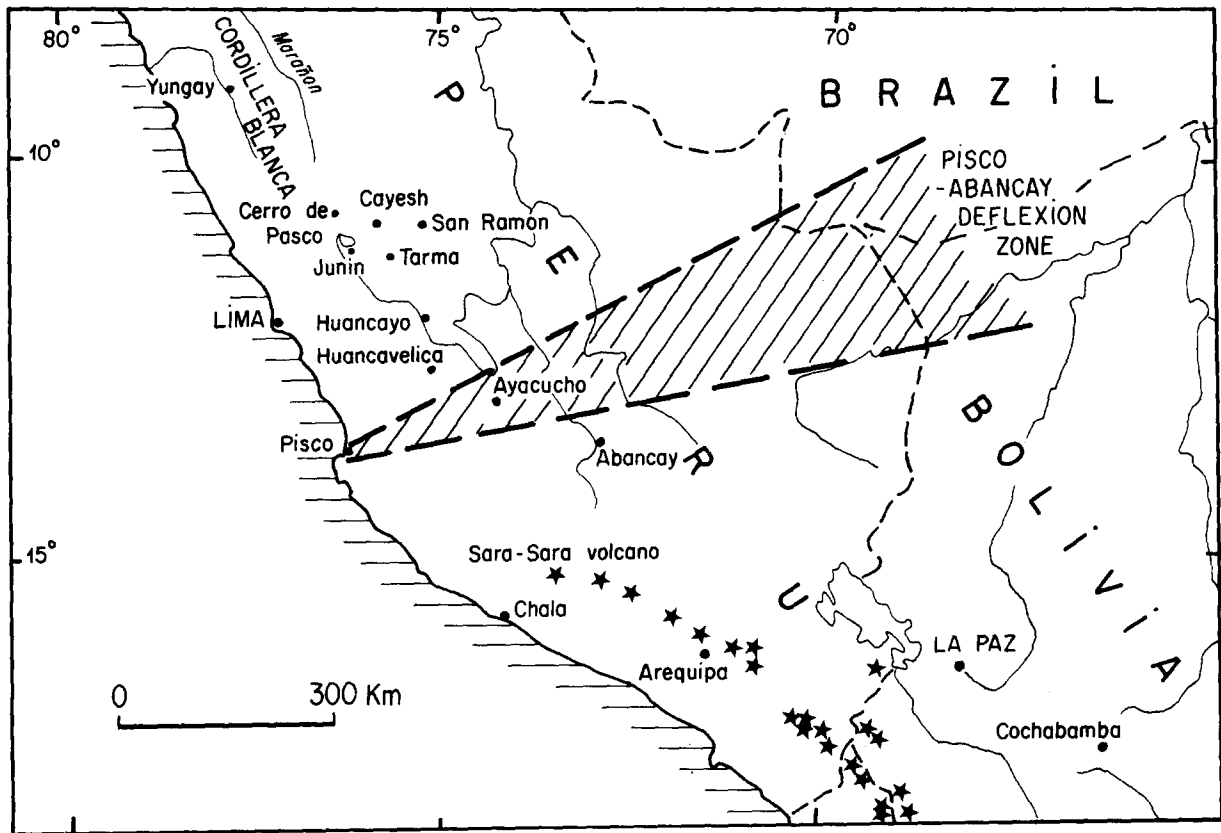 80°
75°
70°
Marañon
CORDILLERA
BLANCA
Yungay
P
E
R
U
BRAZiL
10°
PISCO
-ABANCAY
DEFLEXION
ZONE
Cerro de
Pasco
Cayesh
San Ramon
Junin
Tarma
LiMA
Huancayo
Huancavelica
Ayacucho
Pisco
Abancay
BOLiViA
15°
Sara-Sara volcano
Chala
Arequipa
LA PAZ
0 300 Km
Cochabamba